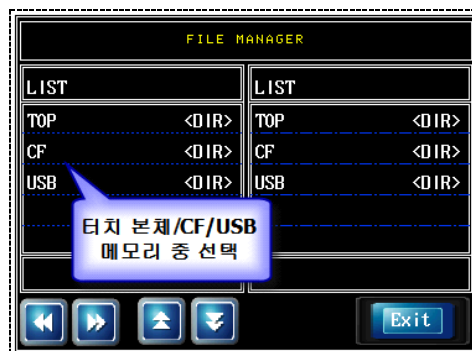 FILE MANAGER
LIST LIST
TOP <DIR> TOP <DIR>
CF <DIR> CF <DIR>
USB <DIR> USB <DIR>
터치 본체/CF/USB
메모리 중 선택
Exit